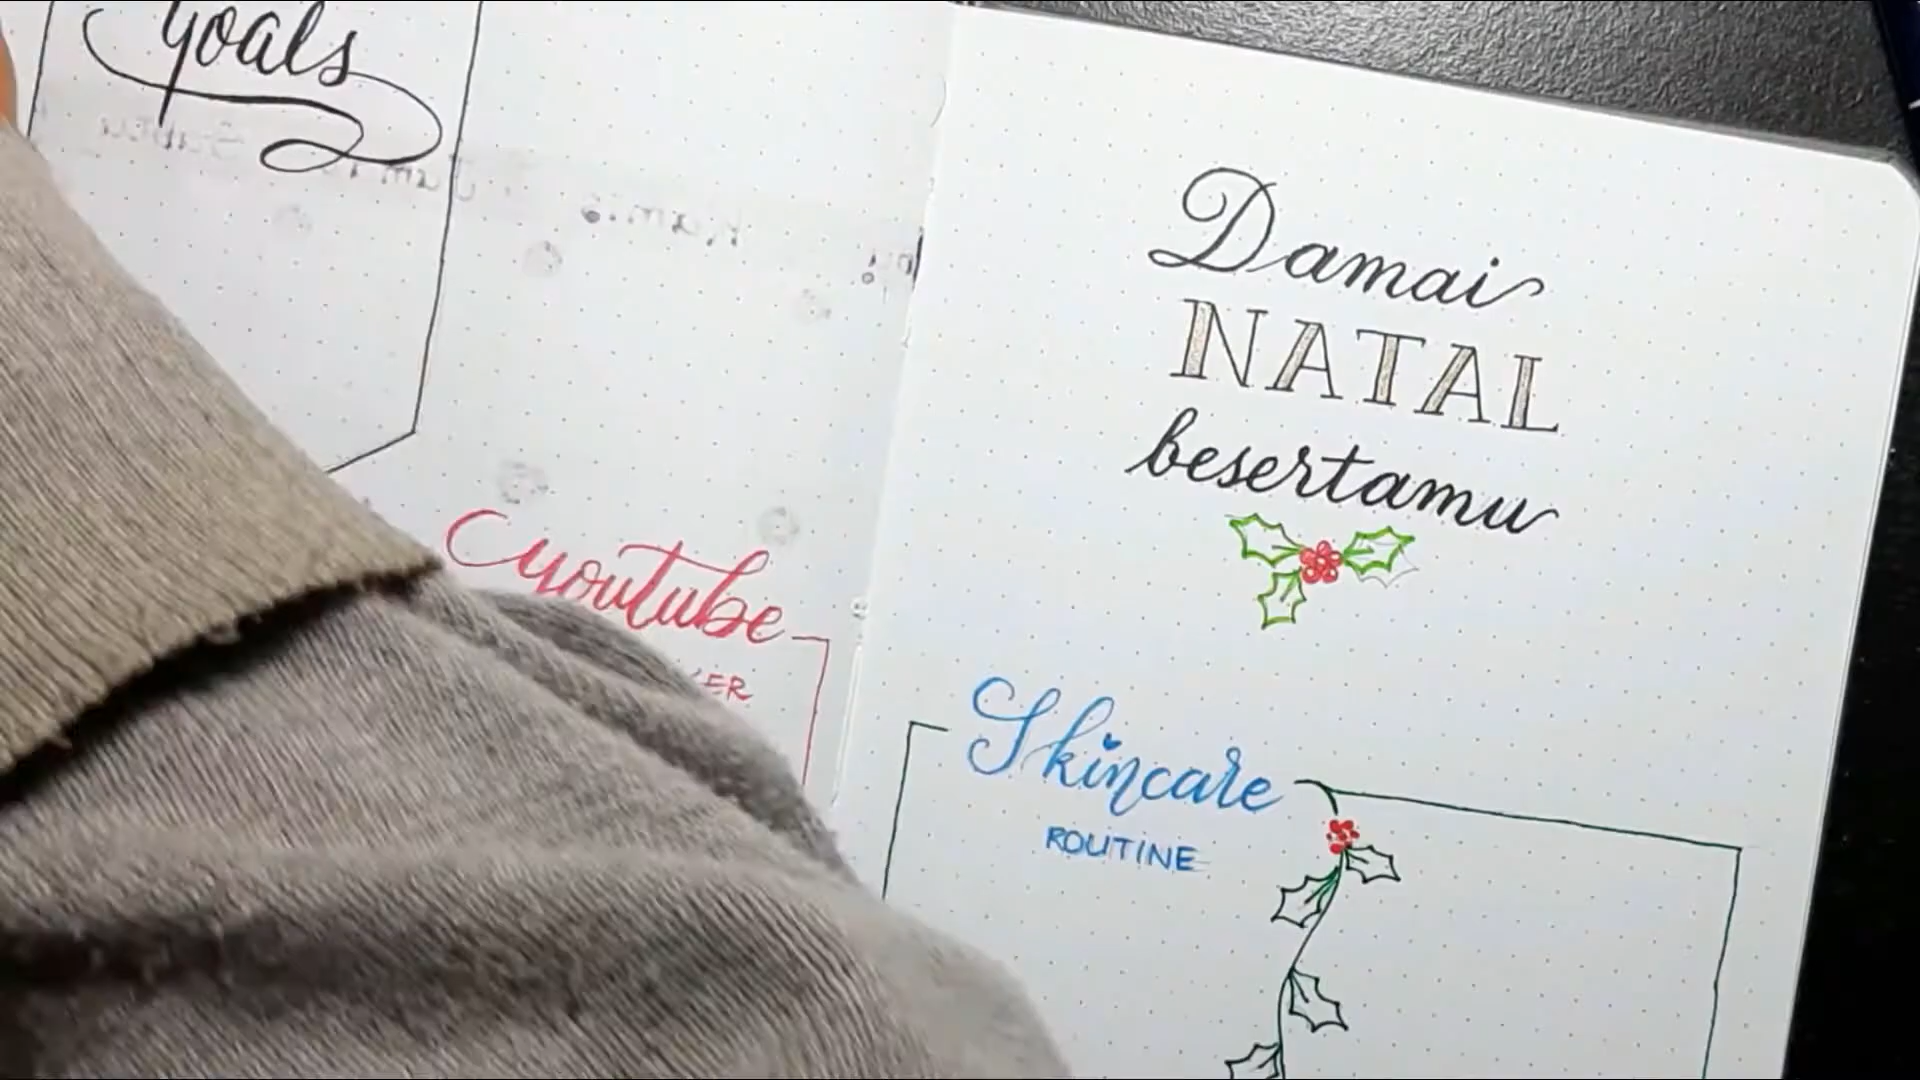 goals
youtube
Damai
NATAL
besertamu
Skincare
ROUTINE